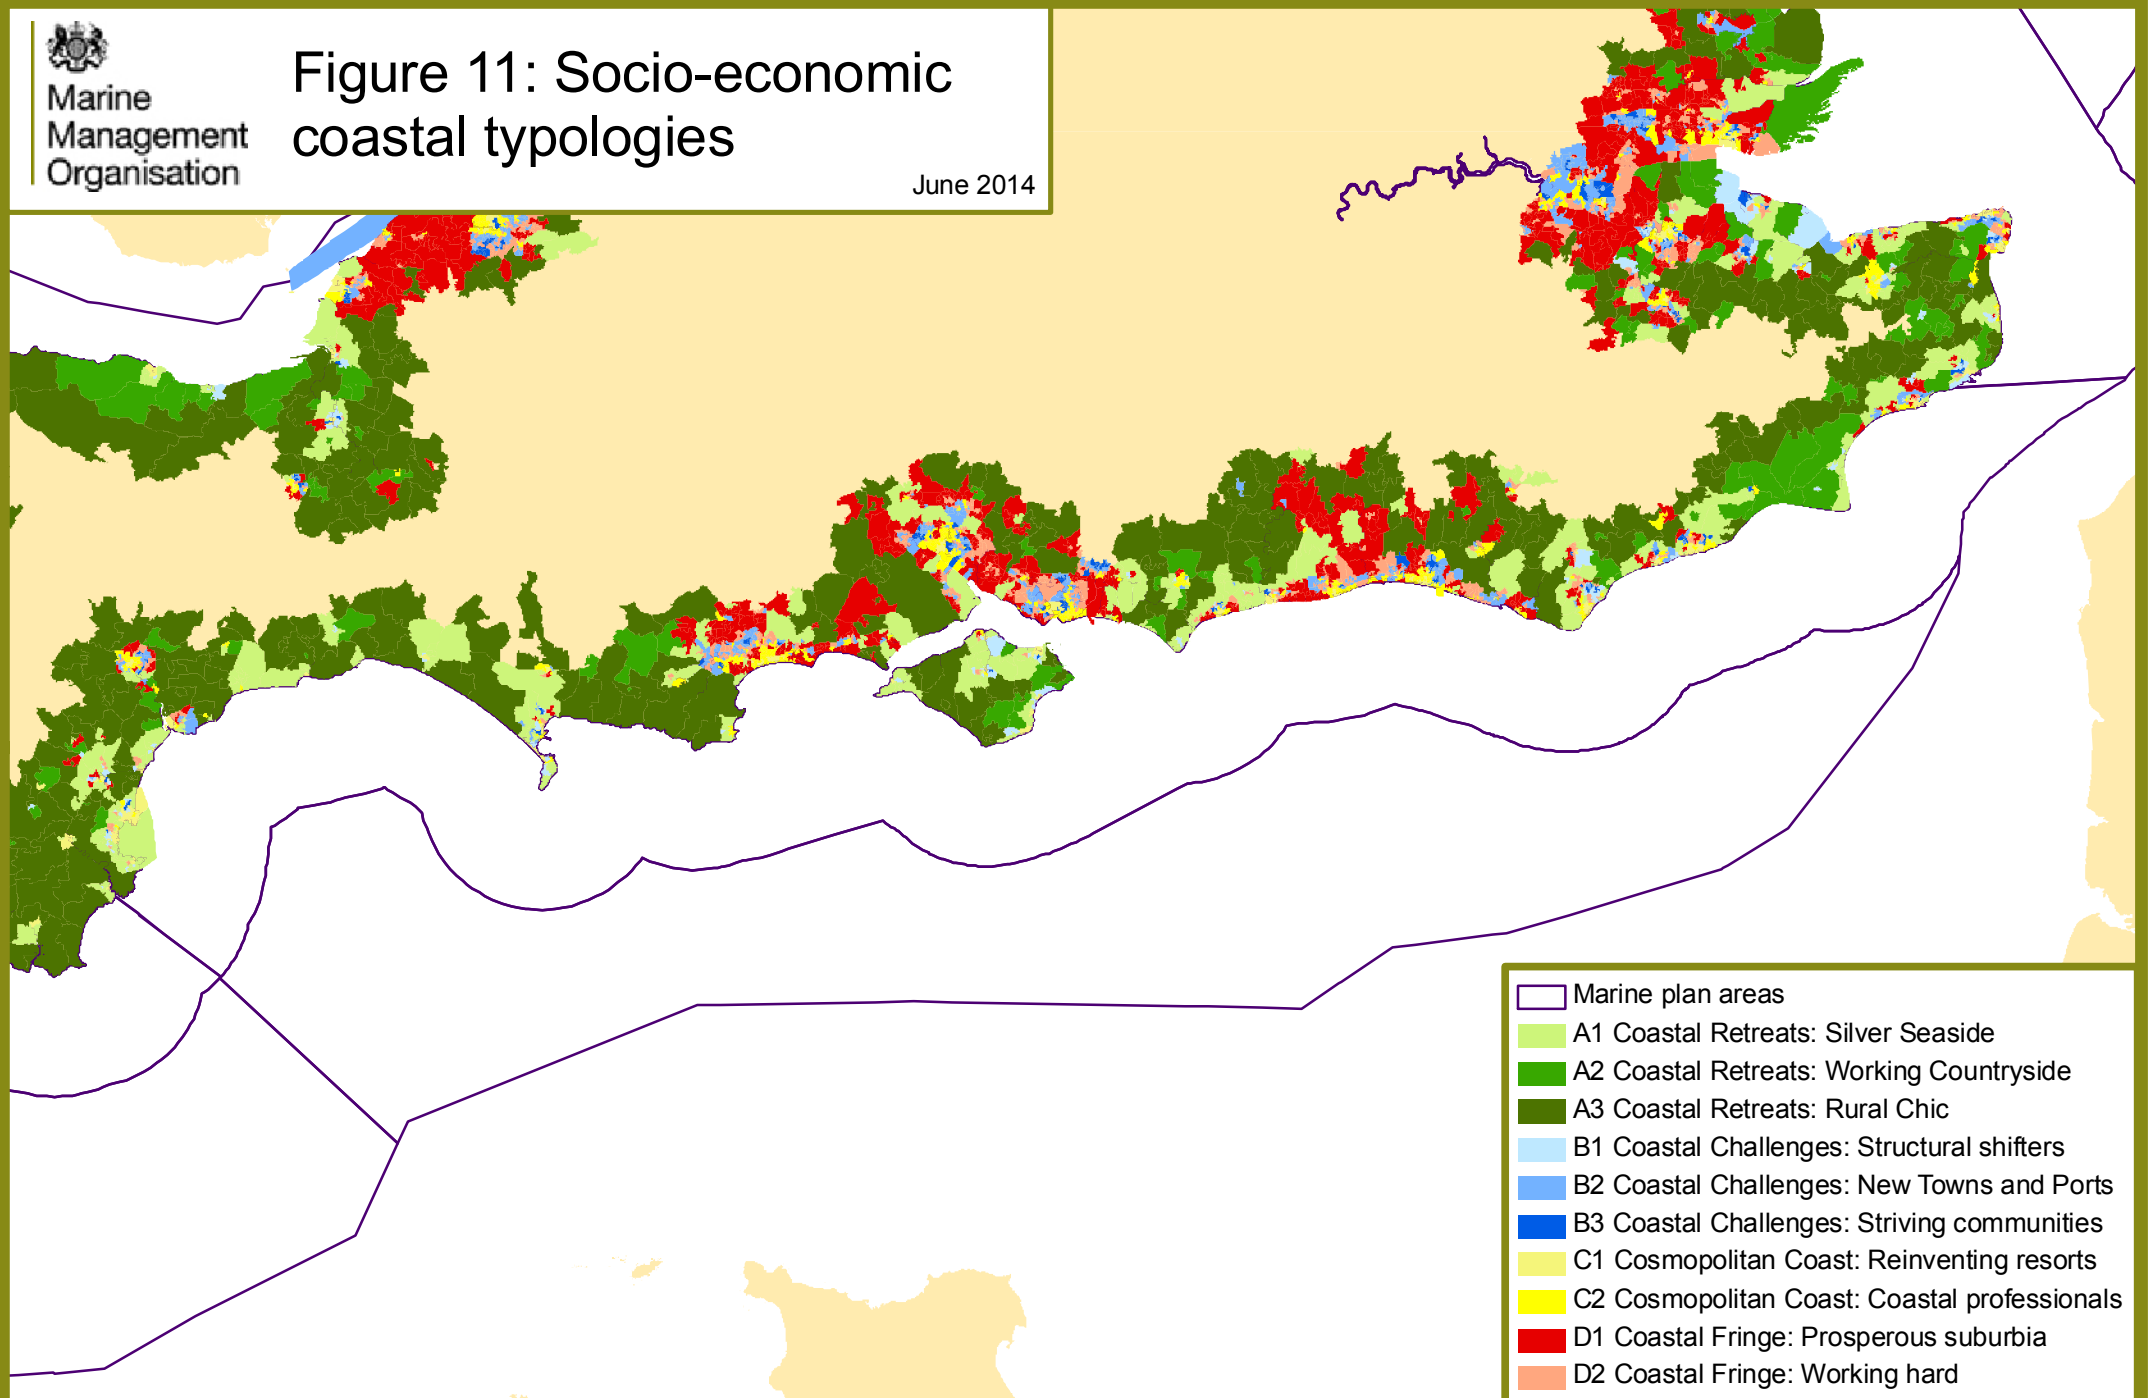 Marine
Management
Organisation
Figure 11: Socio-economic
coastal typologies
June 2014
Marine plan areas
A1 Coastal Retreats: Silver Seaside
A2 Coastal Retreats: Working Countryside
A3 Coastal Retreats: Rural Chic
B1 Coastal Challenges: Structural shifters
B2 Coastal Challenges: New Towns and Ports
B3 Coastal Challenges: Striving communities
C1 Cosmopolitan Coast: Reinventing resorts
C2 Cosmopolitan Coast: Coastal professionals
D1 Coastal Fringe: Prosperous suburbia
D2 Coastal Fringe: Working hard